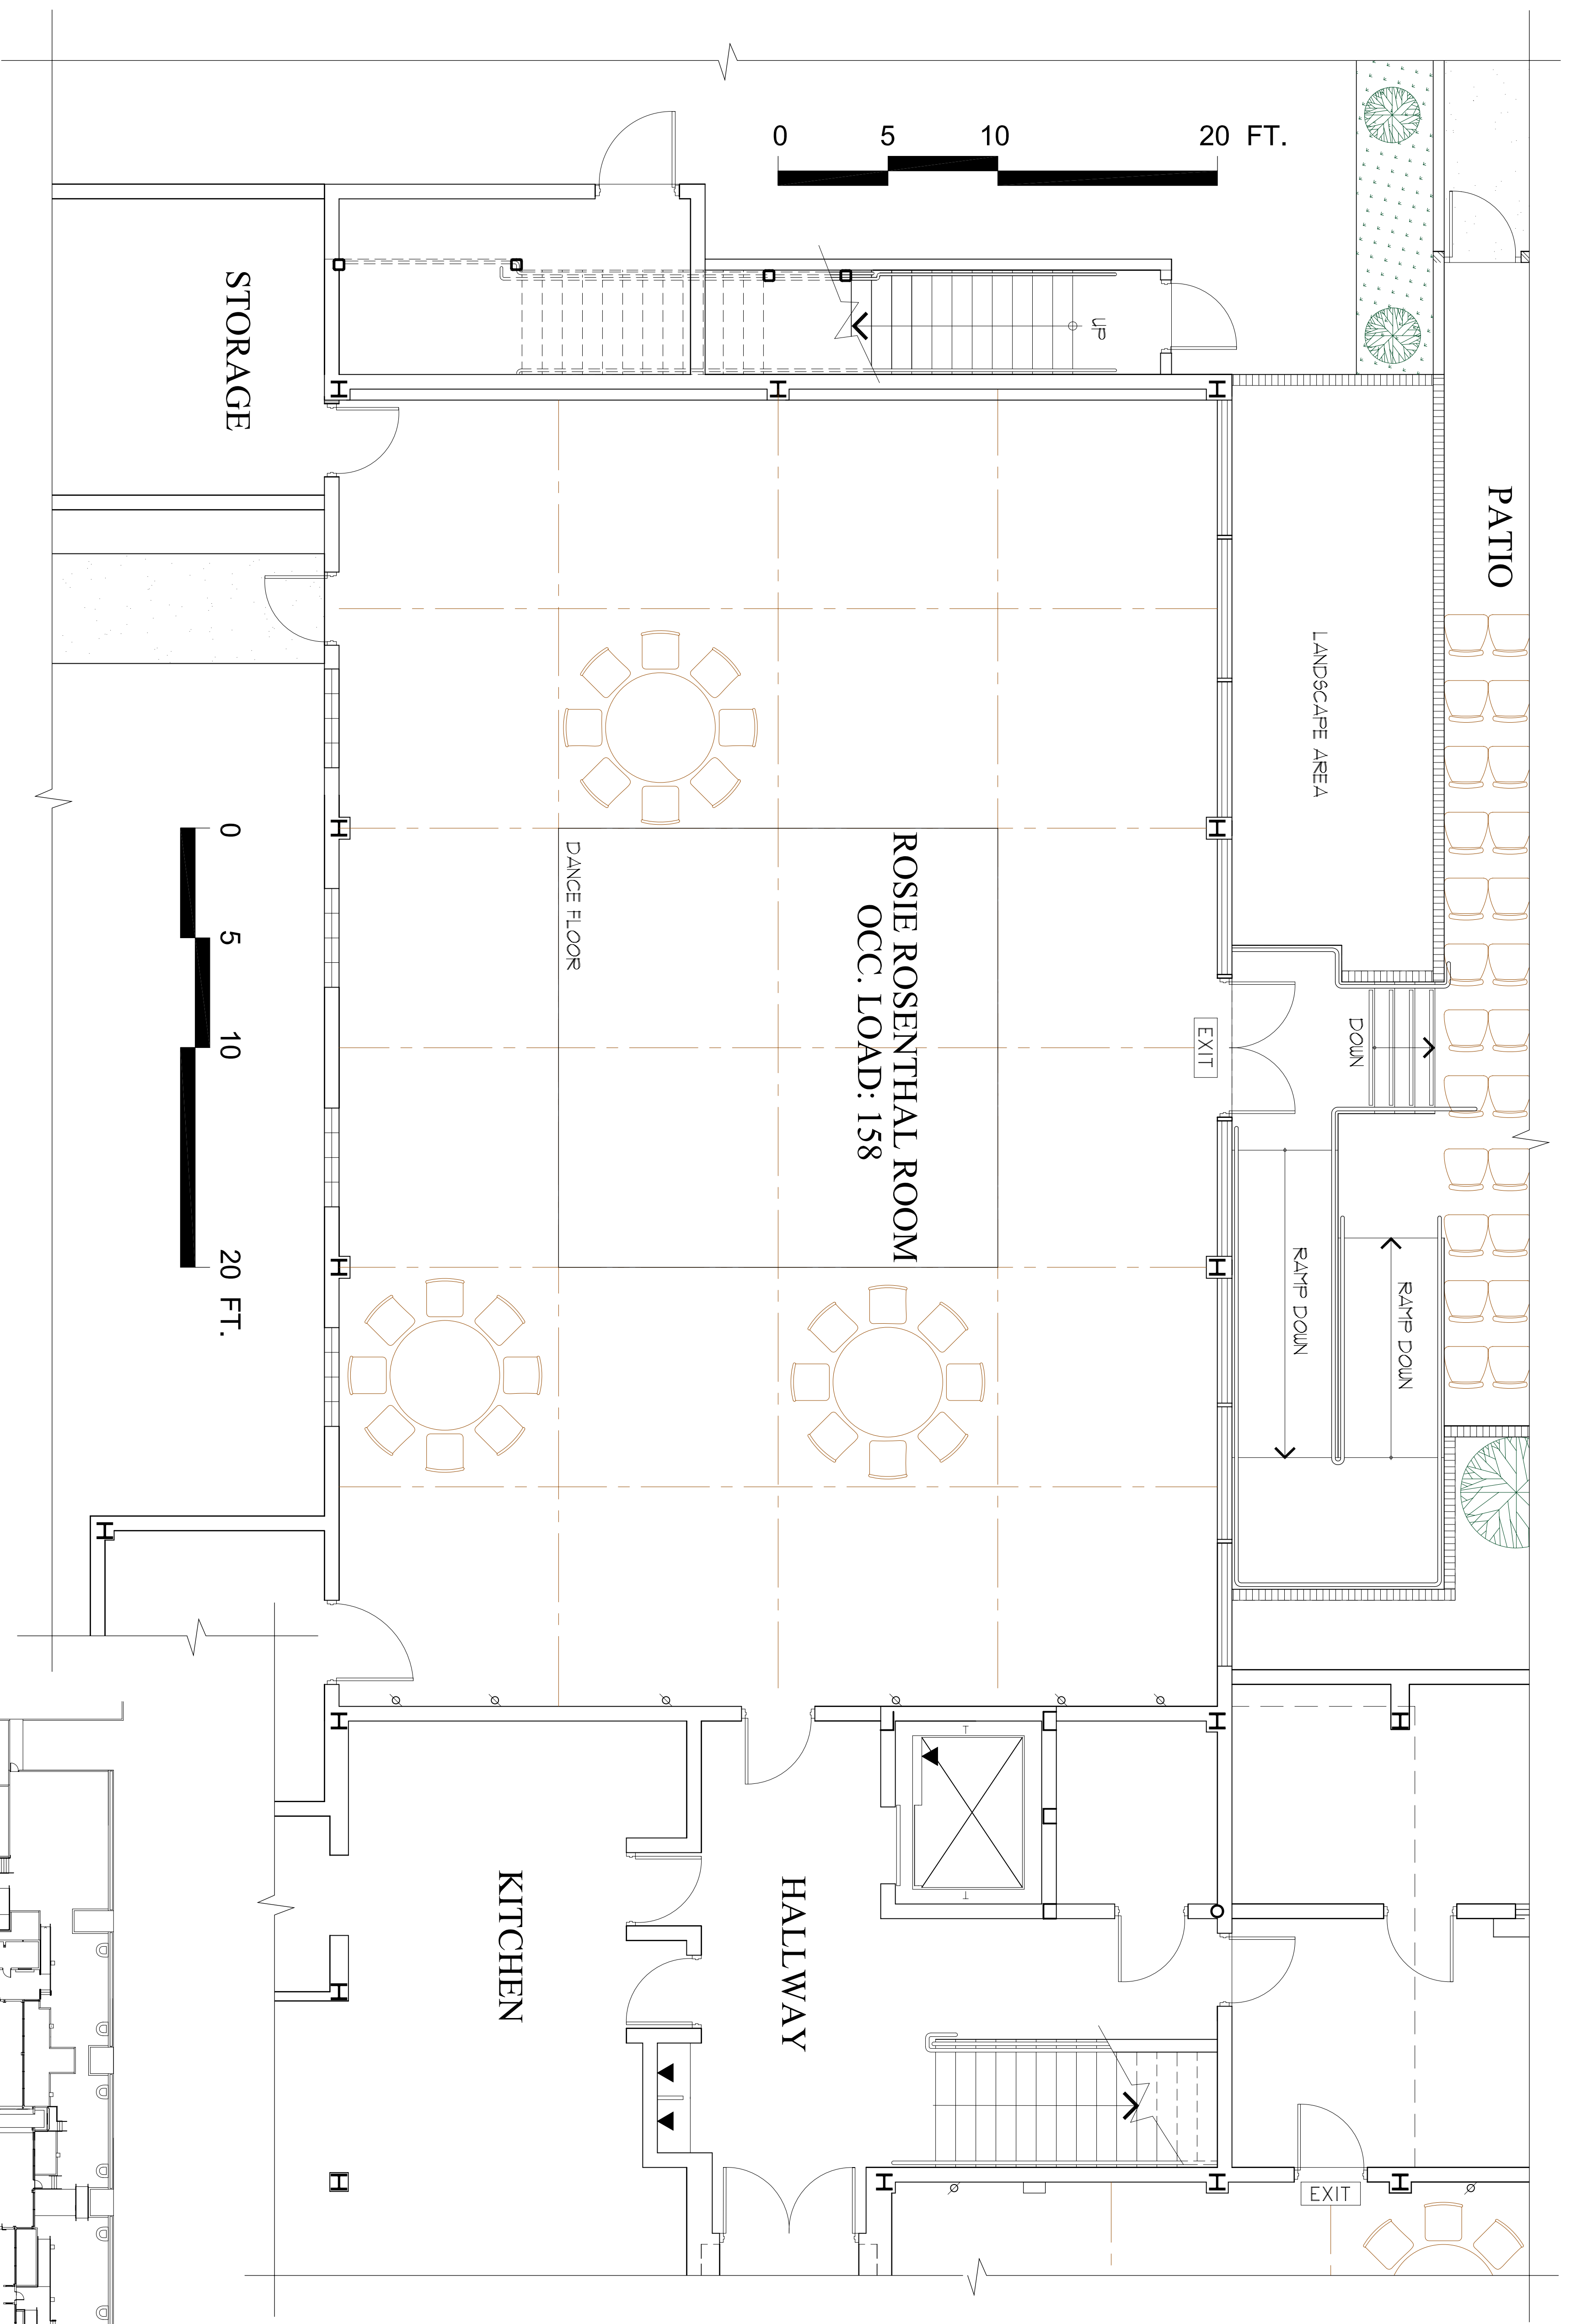 0 5 10 20 FT.
UP
STORAGE
PATIO
LANDSCAPE AREA
ROSIE ROSENTHAL ROOM
OCC. LOAD: 158
DANCE FLOOR
EXIT
DOWN
RAMP DOWN
RAMP DOWN
0 5 10 20 FT.
KITCHEN
HALLWAY
EXIT